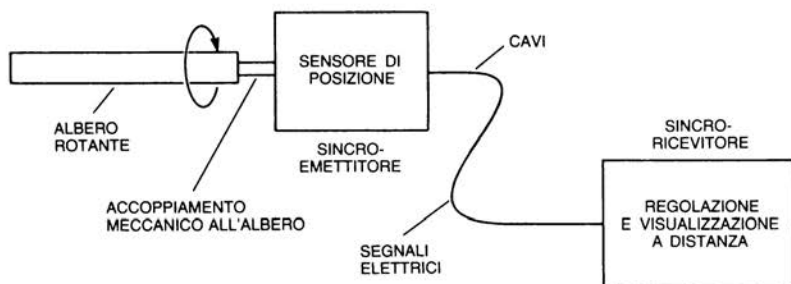 CAVI
SENSORE DI
POSIZIONE
ALBERO
ROTANTE
SINCRO-
EMETTITORE
SINCRO-
RICEVITORE
ACCOPPIAMENTO
MECCANICO ALL'ALBERO
SEGNALI
ELETTRICI
REGOLAZIONE
E VISUALIZZAZIONE
A DISTANZA